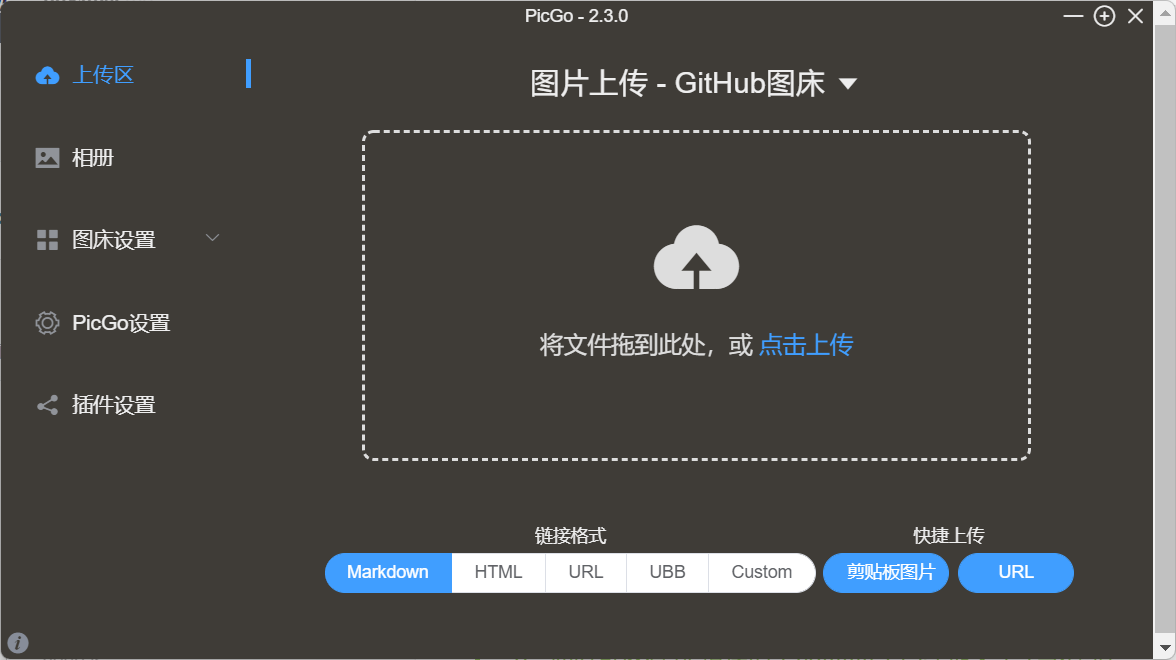 PicGo - 2.3.0
上传区
图片上传 - GitHub图床
相册
图床设置
PicGo设置
插件设置
将文件拖到此处，或 点击上传
链接格式
快捷上传
Markdown HTML URL UBB Custom 剪贴板图片 URL